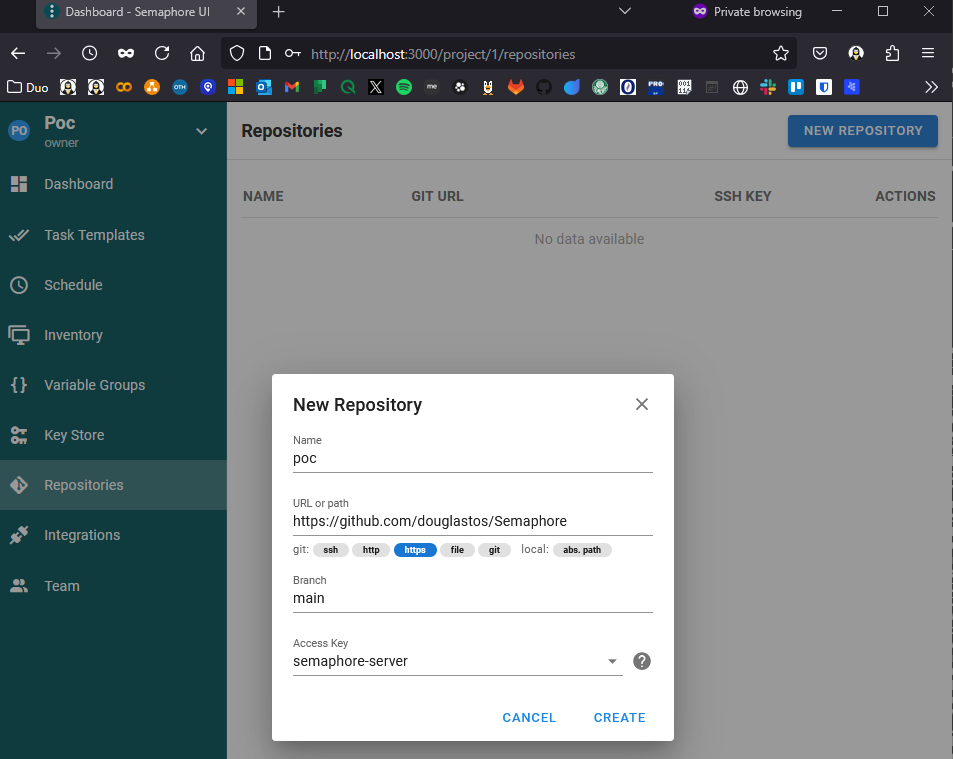 Dashboard - Semaphore UI
Private browsing
http://localhost:3000/project/1/repositories
Duo
OTH
me
PRO
PO
Poc
owner
Repositories
NEW REPOSITORY
Dashboard
NAME
GIT URL
SSH KEY
ACTIONS
Task Templates
No data available
Schedule
Inventory
Variable Groups
Key Store
Repositories
Integrations
Team
New Repository
Name
poc
URL or path
https://github.com/douglastos/Semaphore
git: ssh http https file git local: abs. path
Branch
main
Access Key
semaphore-server
?
CANCEL
CREATE